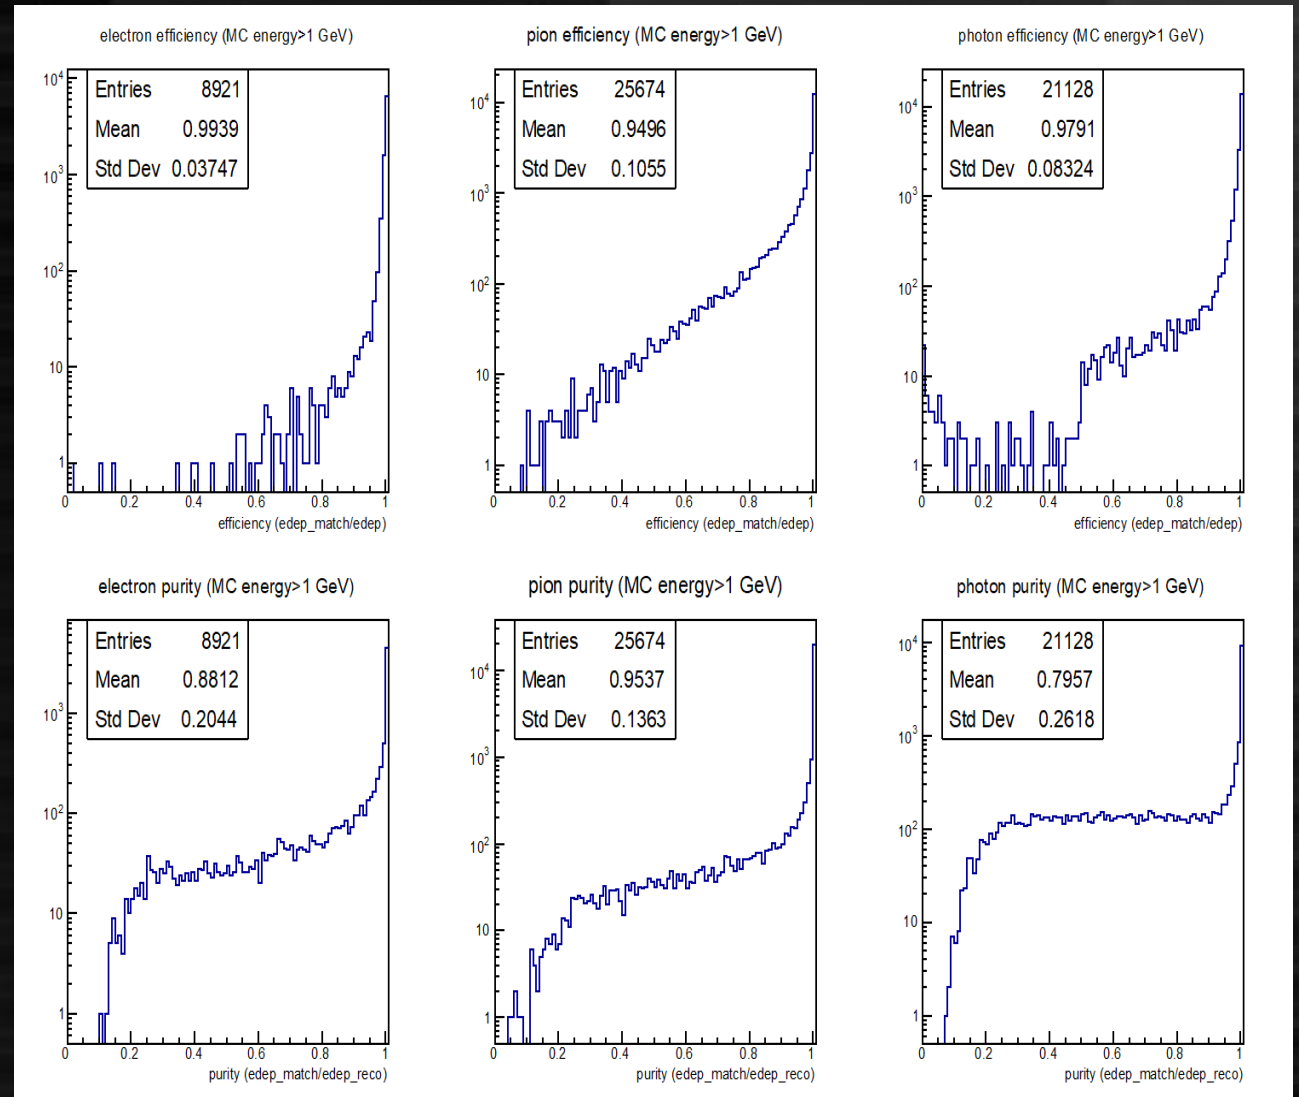 electron efficiency (MC energy>1 GeV)
Entries 8921
Mean 0.9939
Std Dev 0.03747
10^4
10^3
10^2
10
1
0 0.2 0.4 0.6 0.8 1
efficiency (edep_match/edep)
pion efficiency (MC energy>1 GeV)
Entries 25674
Mean 0.9496
Std Dev 0.1055
10^4
10^3
10^2
10
1
0 0.2 0.4 0.6 0.8 1
efficiency (edep_match/edep)
photon efficiency (MC energy>1 GeV)
Entries 21128
Mean 0.9791
Std Dev 0.08324
10^4
10^3
10^2
10
1
0 0.2 0.4 0.6 0.8 1
efficiency (edep_match/edep)
electron purity (MC energy>1 GeV)
Entries 8921
Mean 0.8812
Std Dev 0.2044
10^3
10^2
10
1
0 0.2 0.4 0.6 0.8 1
purity (edep_match/edep_reco)
pion purity (MC energy>1 GeV)
Entries 25674
Mean 0.9537
Std Dev 0.1363
10^4
10^3
10^2
10
1
0 0.2 0.4 0.6 0.8 1
purity (edep_match/edep_reco)
photon purity (MC energy>1 GeV)
Entries 21128
Mean 0.7957
Std Dev 0.2618
10^4
10^3
10^2
10
1
0 0.2 0.4 0.6 0.8 1
purity (edep_match/edep_reco)